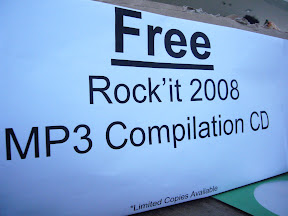 Free
Rock'it 2008
MP3 Compilation CD
*Limited Copies Available